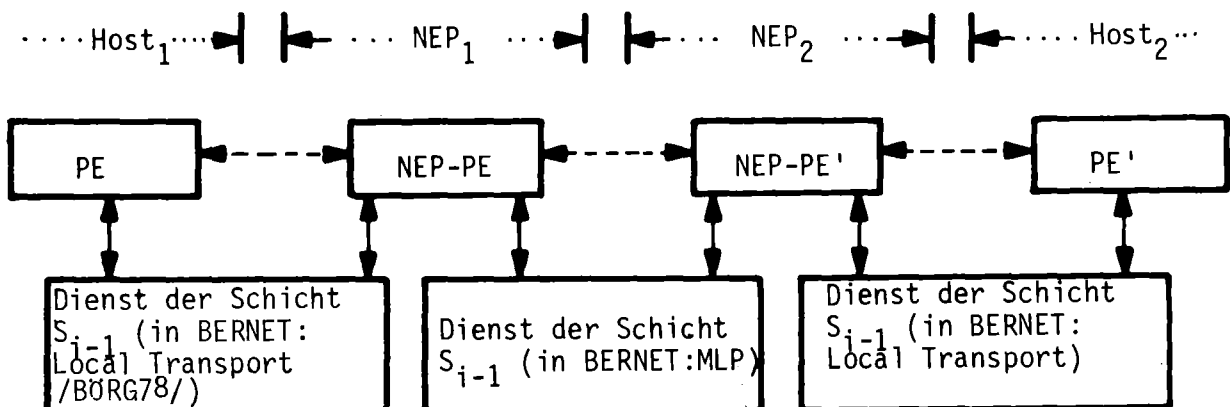 Host1 NEP1 NEP2 Host2
PE NEP-PE NEP-PE' PE'
Dienst der Schicht
Si-1 (in BERNET:
Local Transport
/BORG78/)
Dienst der Schicht
Si-1 (in BERNET:MLP)
Dienst der Schicht
Si-1 (in BERNET:
Local Transport)